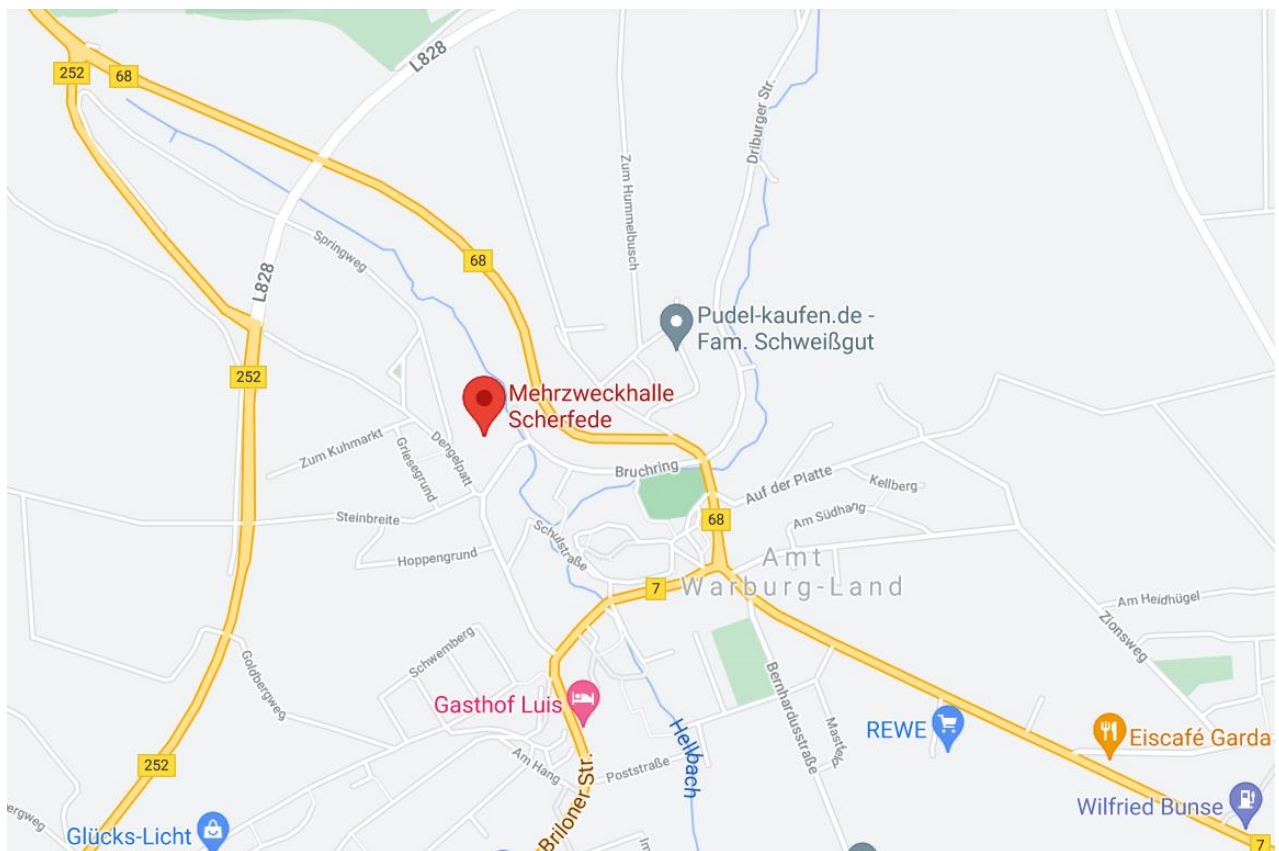 L828
252
68
Driburger Str.
Zum Hummelbusch
Springweg
68
L828
Pudel-kaufen.de -
Fam. Schweißgut
252
Mehrzweckhalle
Scherfede
Zum Kuhmarkt
Griesegrund
Dengelpatt
Bruchring
Auf der Platte
Kellberg
Steinbreite
68
Am Südhang
Schulstraße
Hoppengrund
Amt
Warburg-Land
7
Am Heidhügel
Zionsweg
Schwemberg
Goldbergweg
Gasthof Luis
Bernhardusstraße
Hellbach
REWE
Mastfeld
Eiscafé Garda
252
Am Hang
Poststraße
Briloner Str.
Wilfried Bunse
Glücks-Licht
7